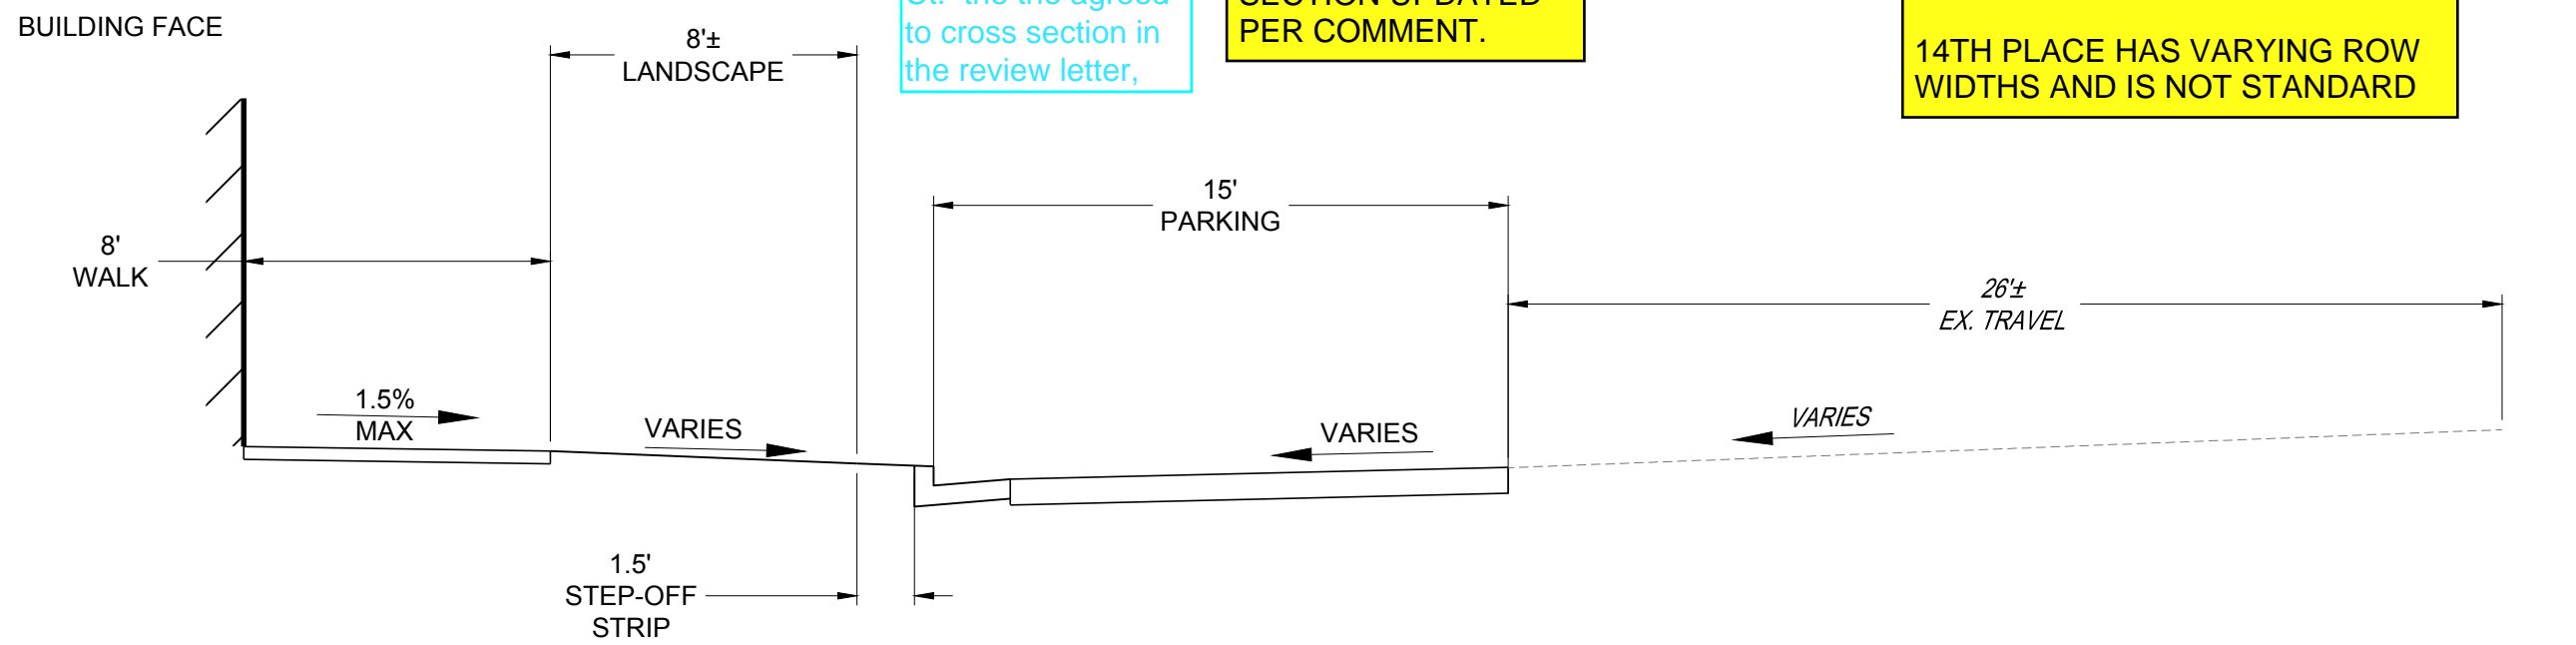 BUILDING FACE
8'±
LANDSCAPE
to cross section in
the review letter,
PER COMMENT.
14TH PLACE HAS VARYING ROW
WIDTHS AND IS NOT STANDARD
15'
PARKING
8'
WALK
26'±
EX. TRAVEL
1.5%
MAX
VARIES
VARIES
VARIES
1.5'
STEP-OFF
STRIP